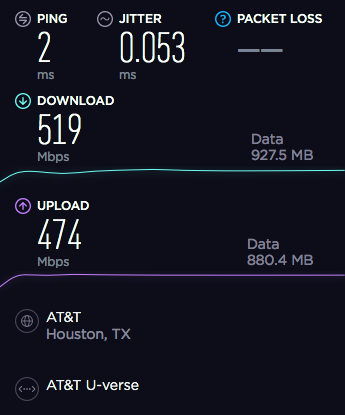 PING
2
ms
JITTER
0.053
ms
PACKET LOSS
——
DOWNLOAD
519
Mbps
Data
927.5 MB
UPLOAD
474
Mbps
Data
880.4 MB
AT&T
Houston, TX
AT&T U-verse